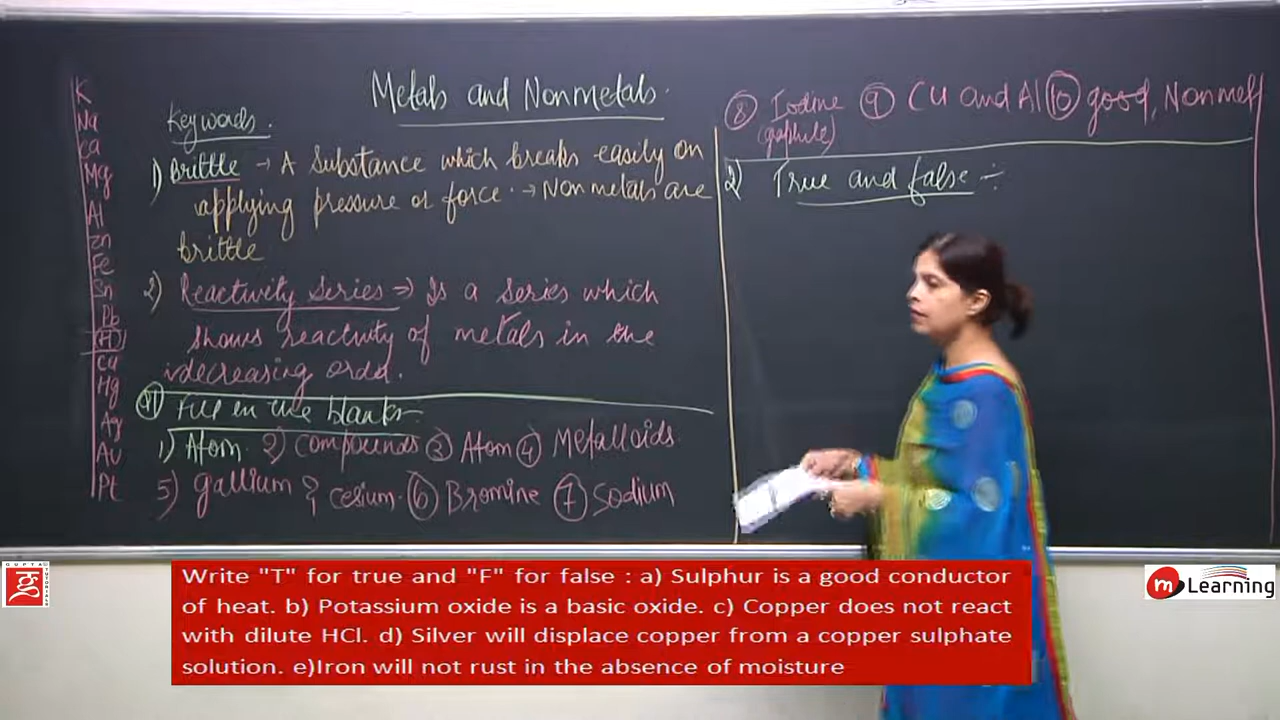 K
Na
Ca
Mg
Al
Zn
Fe
Sn
Pb
(H)
Cu
Hg
Ag
Au
Pt
Metals and Nonmetals.
Keywords.
1) Brittle → A Substance which breaks easily on
applying pressure or force. → Nonmetals are
brittle
2) Reactivity Series → Is a series which
shows reactivity of metals in the
decreasing order.
Fill in the blanks
1) Atom 2) Compounds 3 Atom 4 Metalloids.
5) gallium & cesium. 6 Bromine 7 Sodium
8 Iodine 9 Cu and Al 10 good, Nonmet
(graphite)
2) True and false :-
GUPTA
TUTORIALS
m Learning
Write "T" for true and "F" for false : a) Sulphur is a good conductor
of heat. b) Potassium oxide is a basic oxide. c) Copper does not react
with dilute HCl. d) Silver will displace copper from a copper sulphate
solution. e)Iron will not rust in the absence of moisture